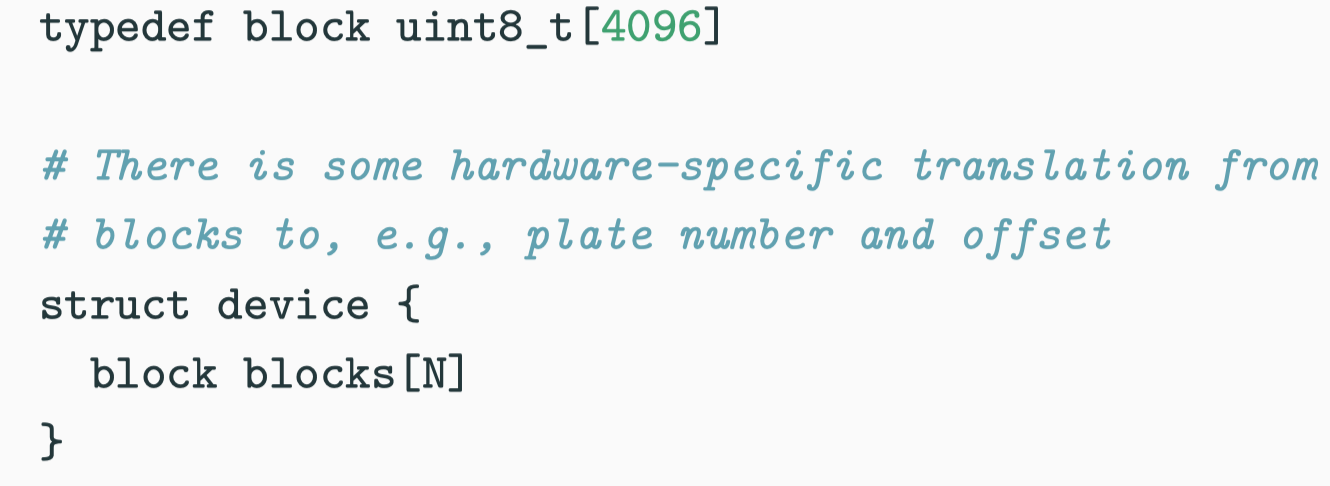 typedef block uint8_t[4096]
# There is some hardware-specific translation from
# blocks to, e.g., plate number and offset
struct device {
  block blocks[N]
}